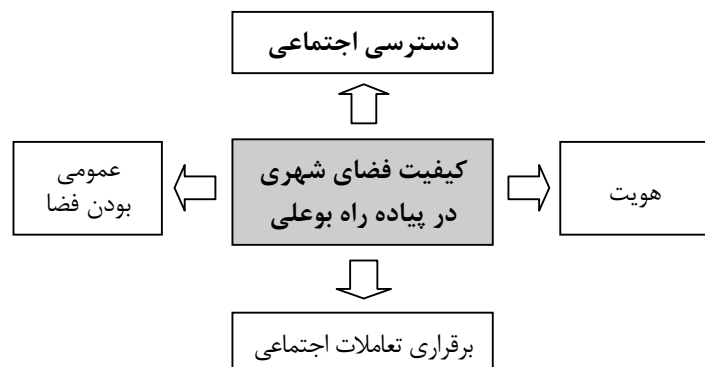 دسترسی اجتماعی
هویت
کیفیت فضای شهری
در پیاده راه بوعلی
عمومی
بودن فضا
برقراری تعاملات اجتماعی